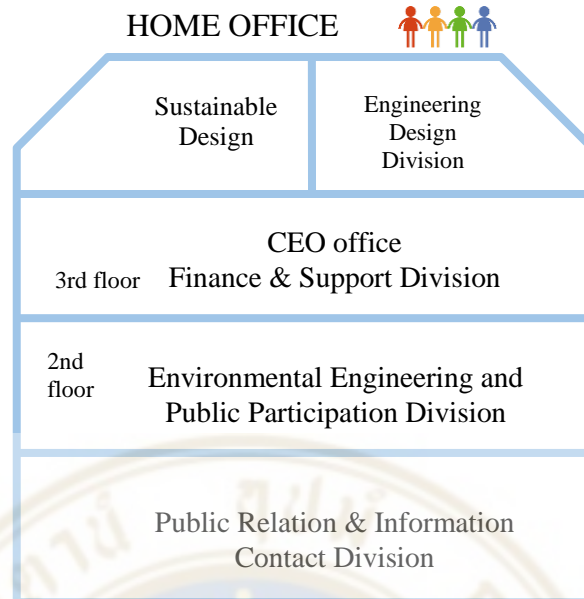 HOME OFFICE
Sustainable
Design
Engineering
Design
Division
CEO office
3rd floor
Finance & Support Division
2nd
floor
Environmental Engineering and
Public Participation Division
Public Relation & Information
Contact Division